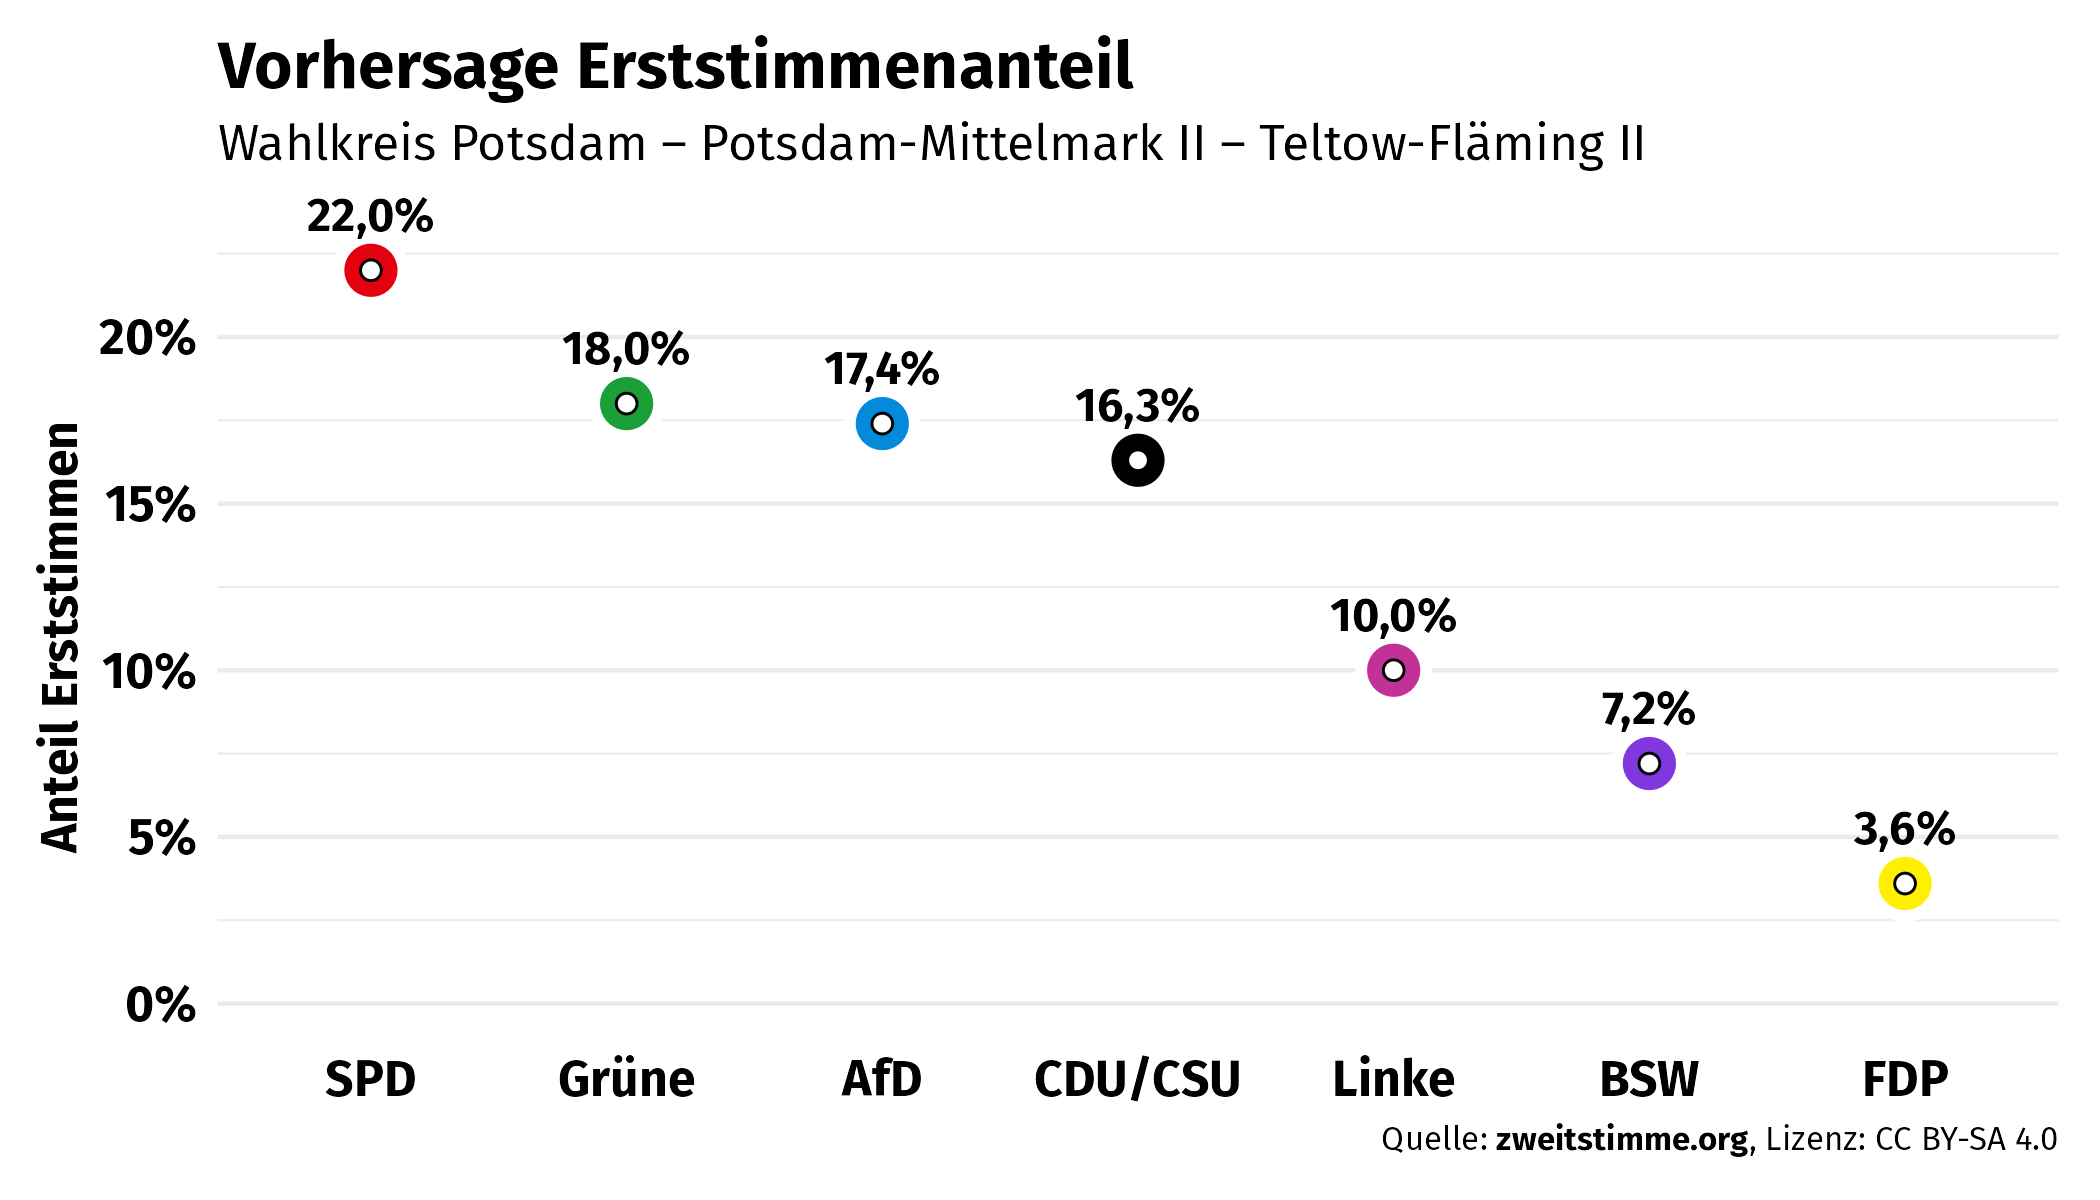 Vorhersage Erststimmenanteil
Wahlkreis Potsdam – Potsdam-Mittelmark II – Teltow-Fläming II
22,0%
20%
18,0%
17,4%
16,3%
15%
10,0%
10%
7,2%
5%
3,6%
0%
Anteil Erststimmen
SPD Grüne AfD CDU/CSU Linke BSW FDP
Quelle: zweitstimme.org, Lizenz: CC BY-SA 4.0